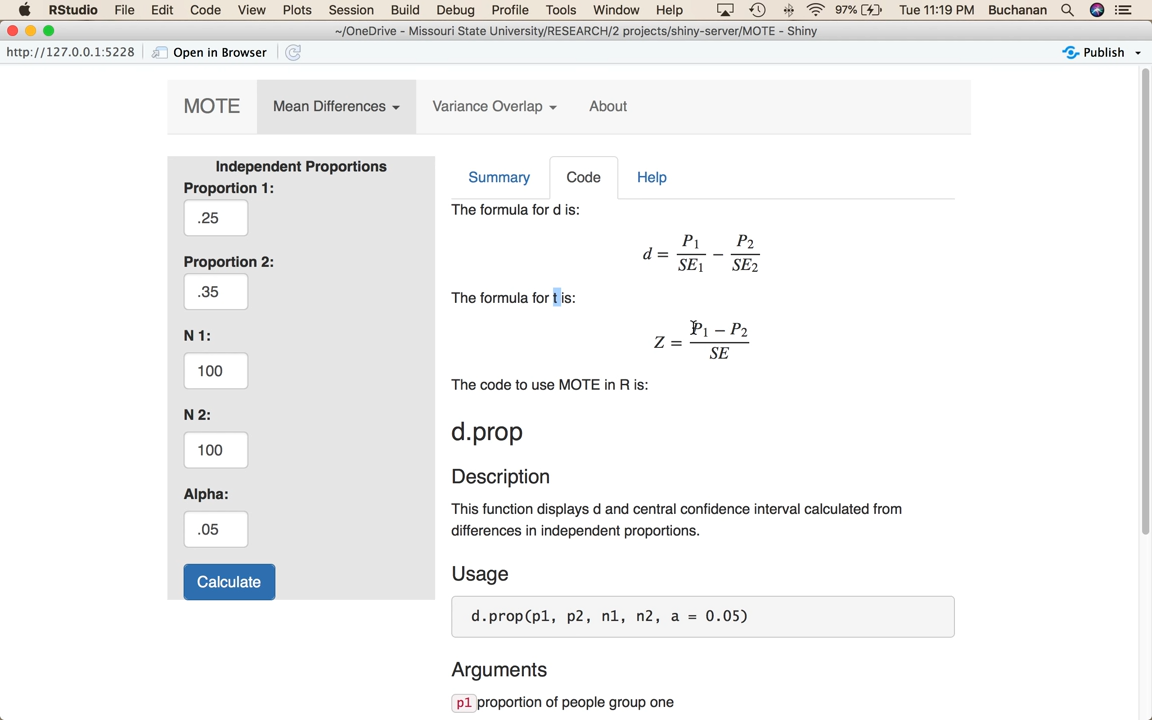 RStudio File Edit Code View Plots Session Build Debug Profile Tools Window Help 97% Tue 11:19 PM Buchanan
~/OneDrive - Missouri State University/RESEARCH/2 projects/shiny-server/MOTE - Shiny
http://127.0.0.1:5228 Open in Browser Publish
MOTE Mean Differences Variance Overlap About
Independent Proportions
Proportion 1:
.25
Proportion 2:
.35
N 1:
100
N 2:
100
Alpha:
.05
Calculate
Summary Code Help
The formula for d is:
d = P₁/SE₁ − P₂/SE₂
The formula for t is:
Z = (P₁ − P₂)/SE
The code to use MOTE in R is:
d.prop
Description
This function displays d and central confidence interval calculated from
differences in independent proportions.
Usage
d.prop(p1, p2, n1, n2, a = 0.05)
Arguments
p1 proportion of people group one